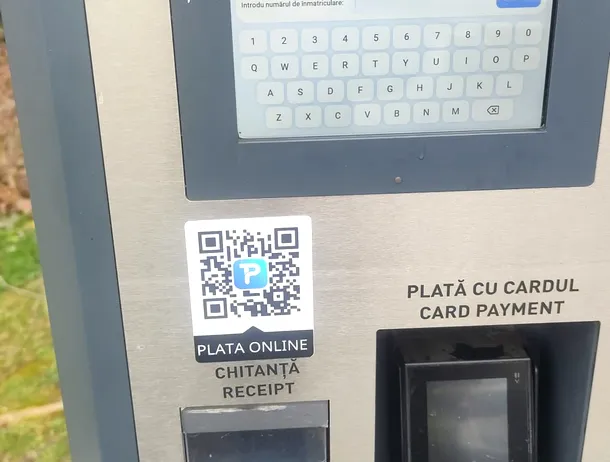 Introdu numărul de înmatriculare:
1 2 3 4 5 6 7 8 9 0
Q W E R T Y U I O P
A S D F G H J K L
Z X C V B N M
P
PLATA ONLINE
CHITANȚĂ
RECEIPT
PLATĂ CU CARDUL
CARD PAYMENT